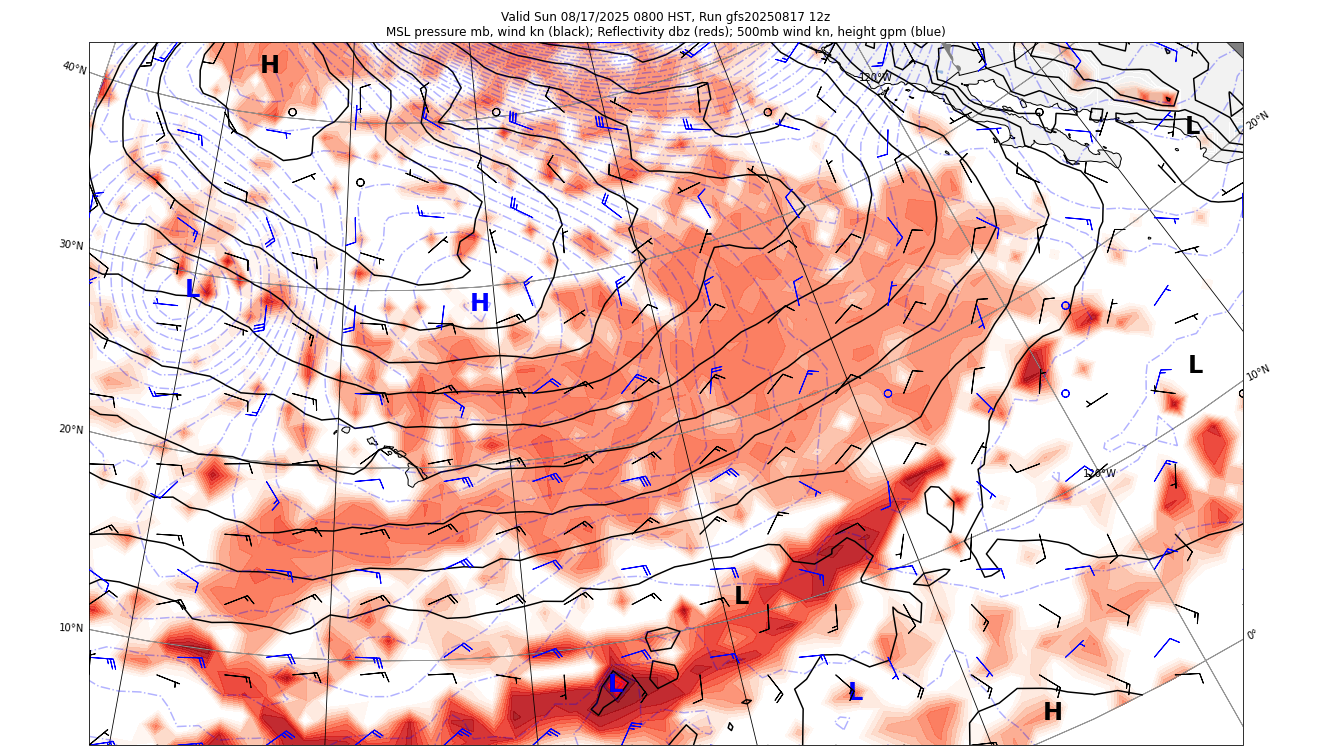 Valid Sun 08/17/2025 0800 HST, Run gfs20250817 12z
MSL pressure mb, wind kn (black); Reflectivity dbz (reds); 500mb wind kn, height gpm (blue)
H
40°N
120°W
20°N
L
30°N
L
H
L
10°N
20°N
120°W
L
10°N
0°
L
L
H